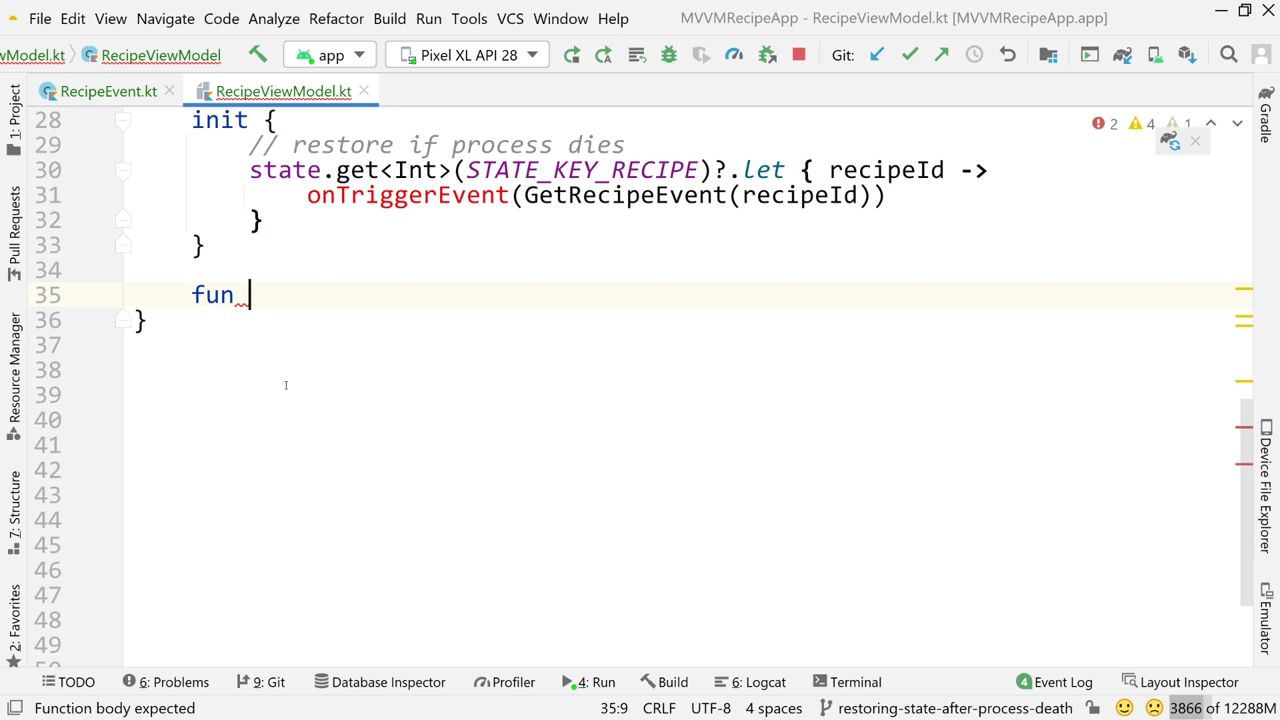 File Edit View Navigate Code Analyze Refactor Build Run Tools VCS Window Help MVVMRecipeApp - RecipeViewModel.kt [MVVMRecipeApp.app]
wModel.kt RecipeViewModel app Pixel XL API 28 Git:
RecipeEvent.kt RecipeViewModel.kt
28 init {
29 // restore if process dies
30 state.get<Int>(STATE_KEY_RECIPE)?.let { recipeId ->
31 onTriggerEvent(GetRecipeEvent(recipeId))
32 }
33 }
34
35 fun
36 }
37
38
39
40
41
42
43
44
45
46
47
48
49
2 4 1
1: Project
Pull Requests
Resource Manager
7: Structure
2: Favorites
Gradle
Device File Explorer
Emulator
TODO 6: Problems 9: Git Database Inspector Profiler 4: Run Build 6: Logcat Terminal 4 Event Log Layout Inspector
Function body expected 35:9 CRLF UTF-8 4 spaces restoring-state-after-process-death 3866 of 12288M